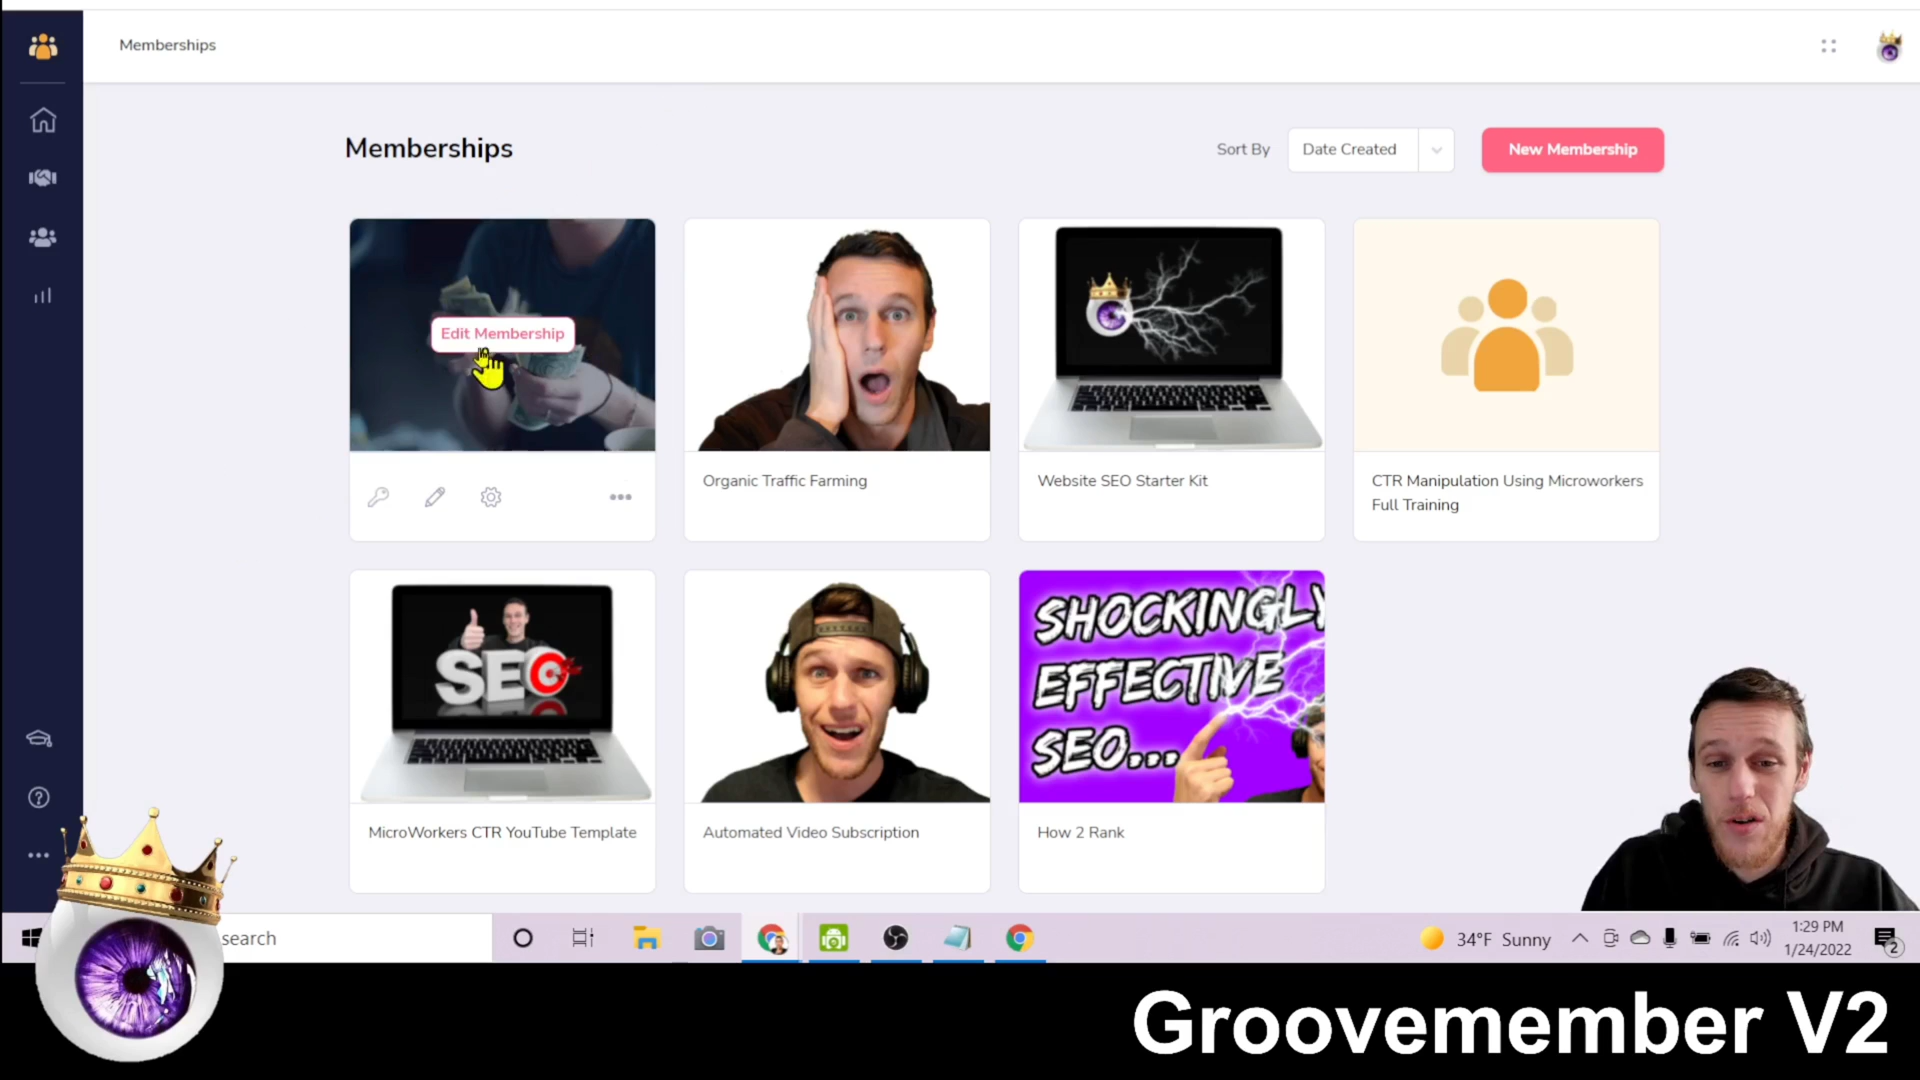 Memberships
Memberships
Sort By
Date Created
New Membership
Edit Membership
Organic Traffic Farming
Website SEO Starter Kit
CTR Manipulation Using Microworkers
Full Training
SEO
SHOCKINGLY
EFFECTIVE
SEO...
MicroWorkers CTR YouTube Template
Automated Video Subscription
How 2 Rank
search
34°F Sunny
1:29 PM
1/24/2022
2
Groovemember V2